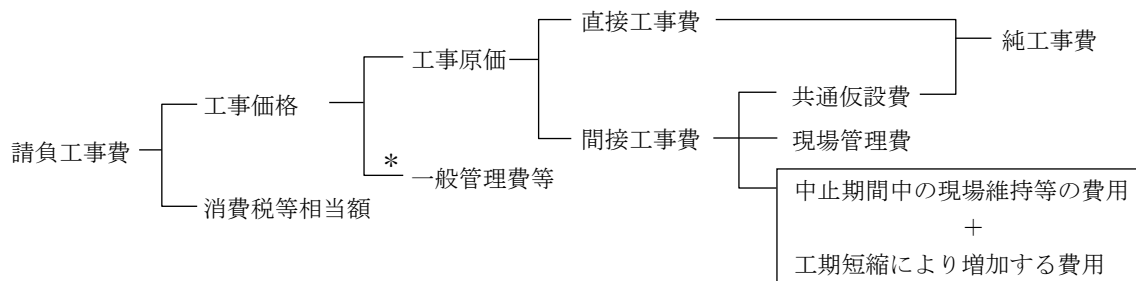 直接工事費
純工事費
工事原価
工事価格
共通仮設費
間接工事費
現場管理費
請負工事費
*
一般管理費等
中止期間中の現場維持等の費用
消費税等相当額
+
工期短縮により増加する費用